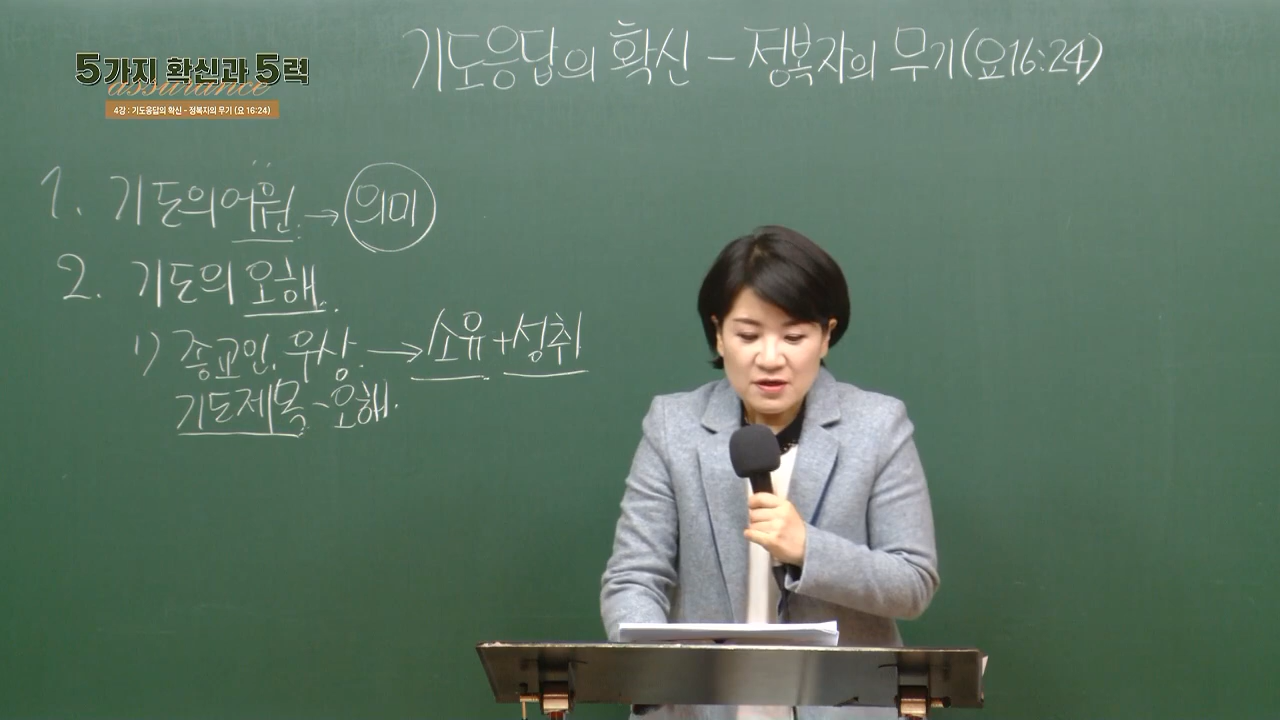 5가지 확신과 5력
assurance
4강 : 기도응답의 확신 - 정복자의 무기 (요 16:24)
기도응답의 확신 - 정복자의 무기(요16:24)
1. 기도의어원. → 의미
2. 기도의 오해.
1) 종교인. 우상. → 소유+성취
기도제목 - 오해.